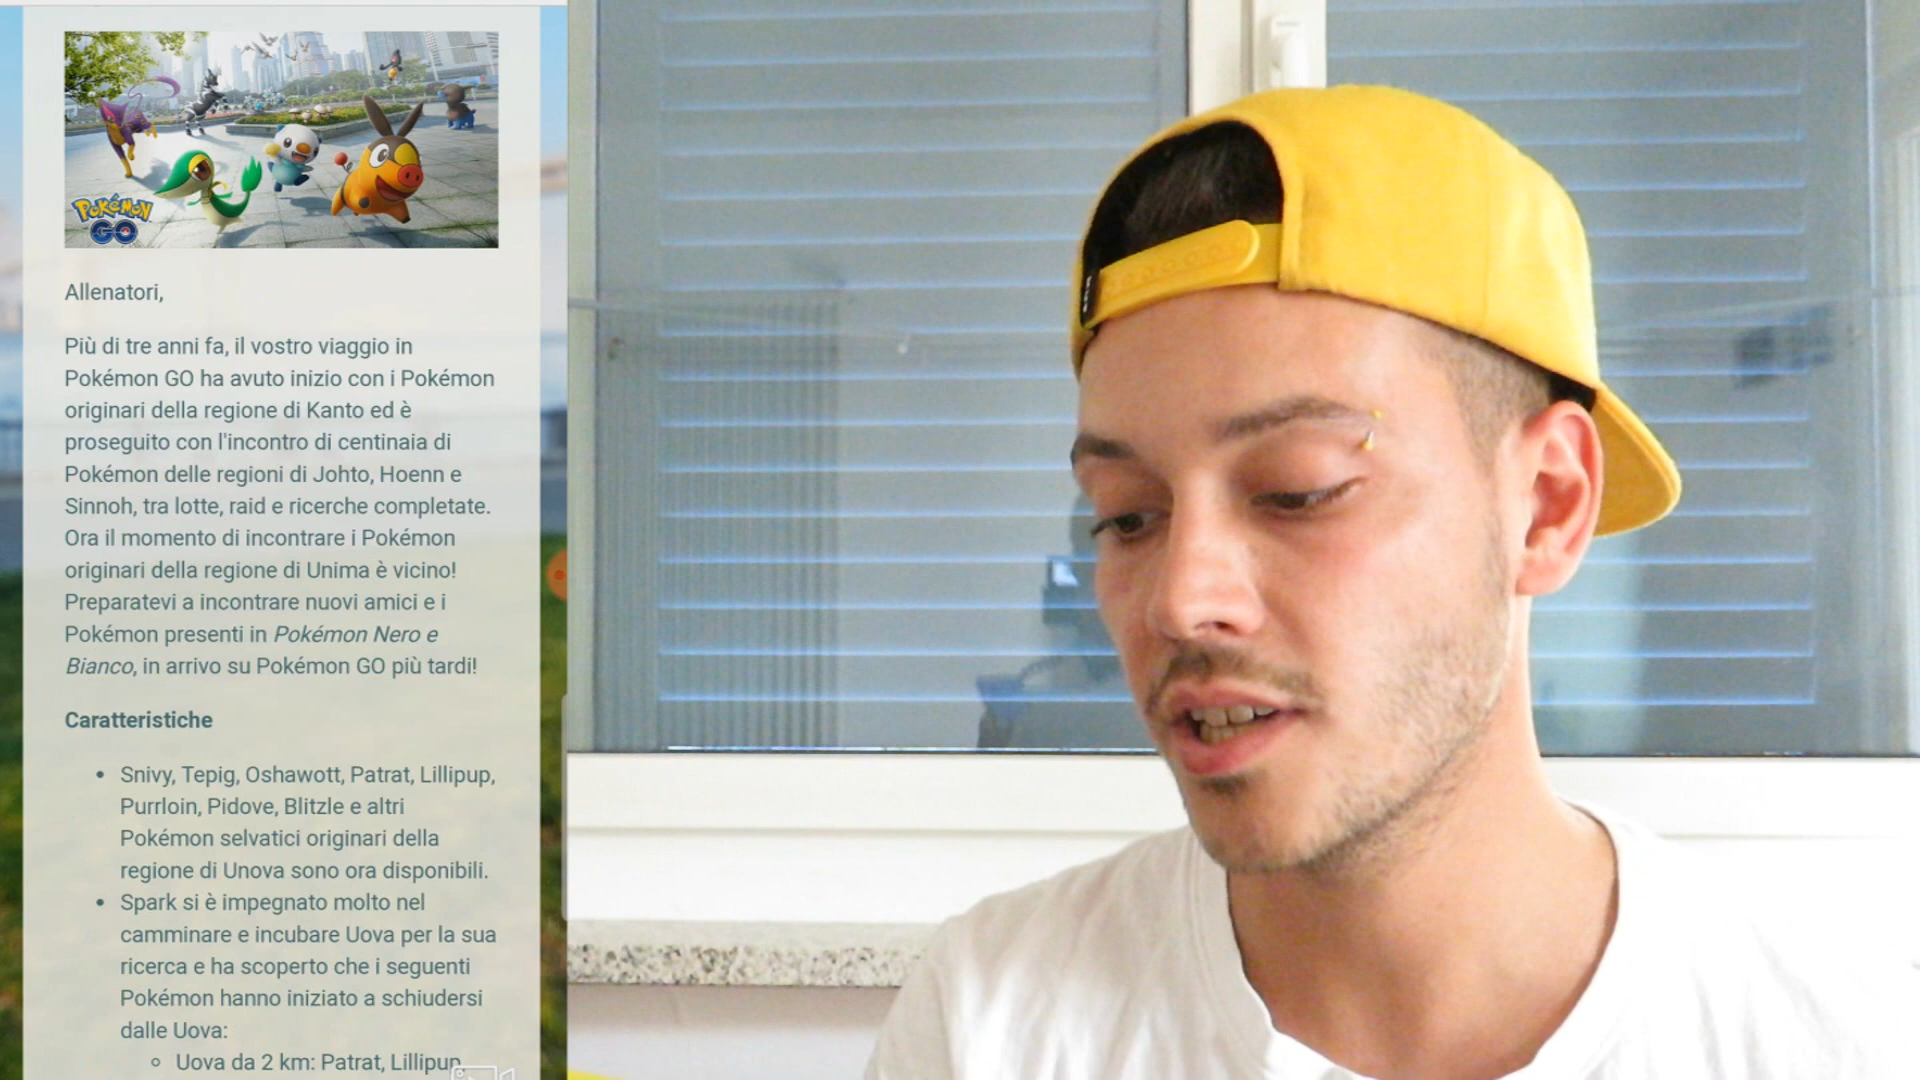 Pokémon
GO
Allenatori,
Più di tre anni fa, il vostro viaggio in
Pokémon GO ha avuto inizio con i Pokémon
originari della regione di Kanto ed è
proseguito con l'incontro di centinaia di
Pokémon delle regioni di Johto, Hoenn e
Sinnoh, tra lotte, raid e ricerche completate.
Ora il momento di incontrare i Pokémon
originari della regione di Unima è vicino!
Preparatevi a incontrare nuovi amici e i
Pokémon presenti in Pokémon Nero e
Bianco, in arrivo su Pokémon GO più tardi!
Caratteristiche
• Snivy, Tepig, Oshawott, Patrat, Lillipup,
Purrloin, Pidove, Blitzle e altri
Pokémon selvatici originari della
regione di Unova sono ora disponibili.
• Spark si è impegnato molto nel
camminare e incubare Uova per la sua
ricerca e ha scoperto che i seguenti
Pokémon hanno iniziato a schiudersi
dalle Uova:
◦ Uova da 2 km: Patrat, Lillipup